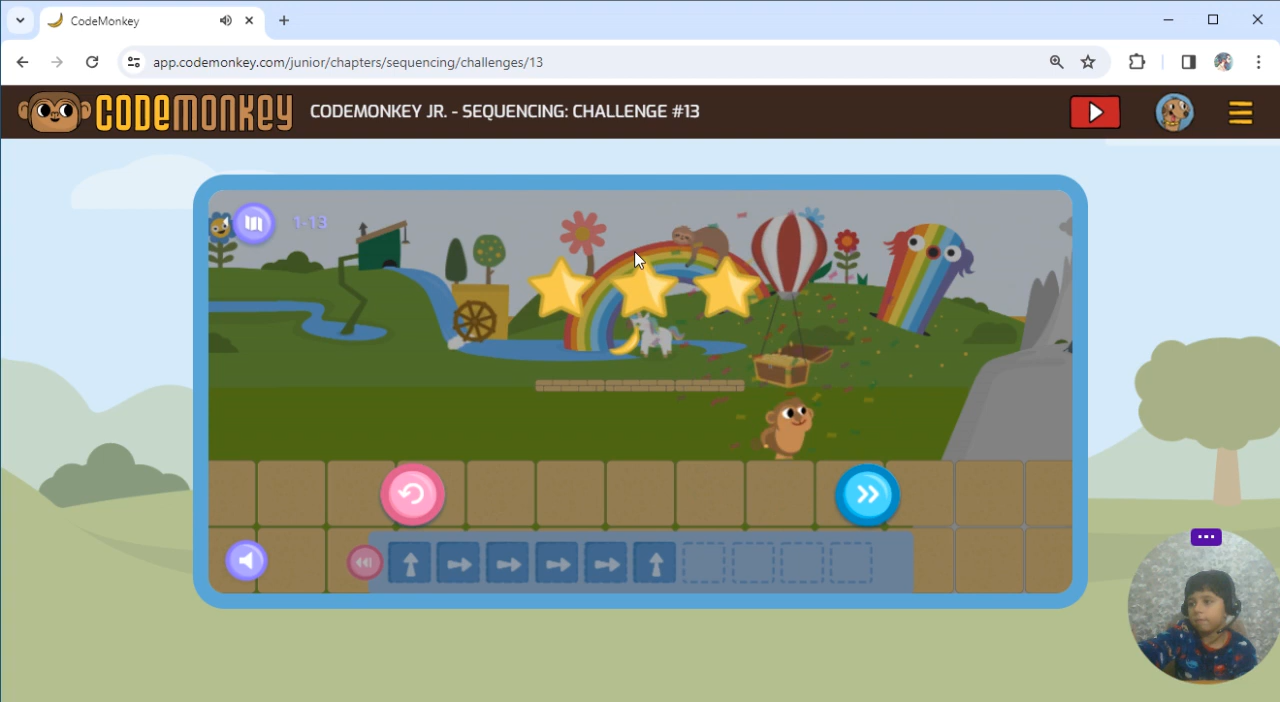 CodeMonkey
app.codemonkey.com/junior/chapters/sequencing/challenges/13
CODEMONKEY
CODEMONKEY JR. - SEQUENCING: CHALLENGE #13
1-13